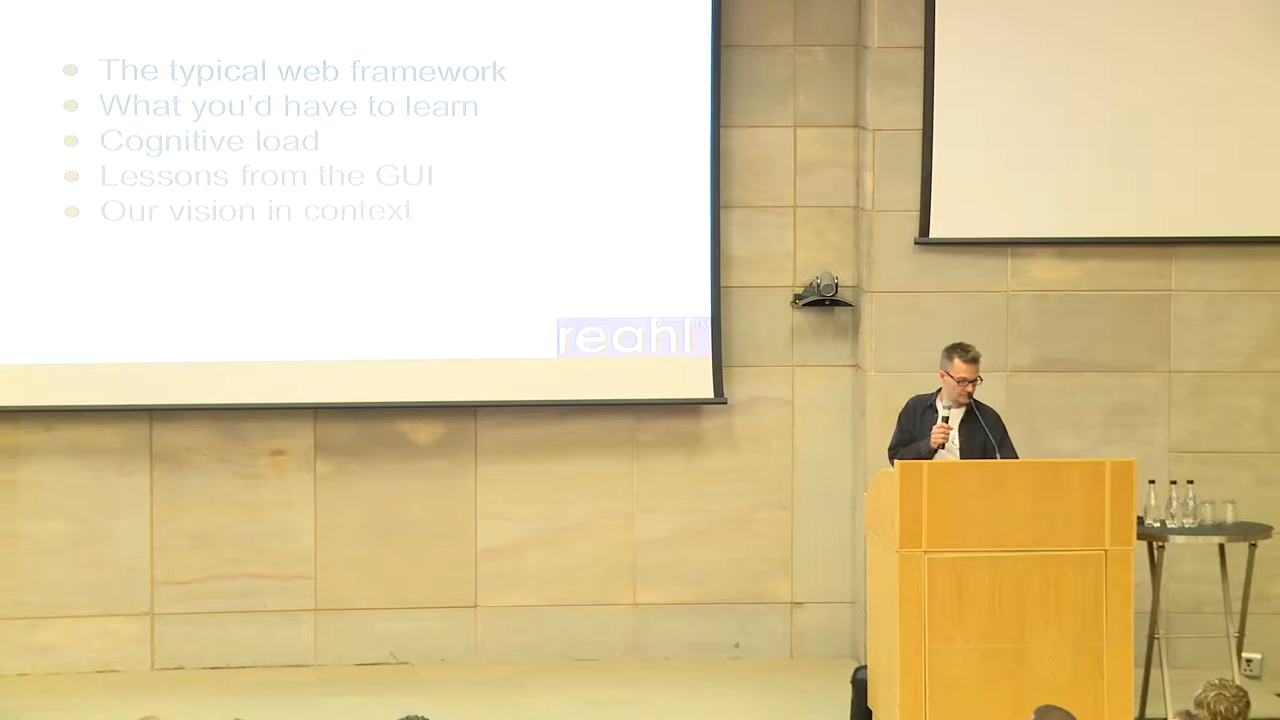 The typical web framework
What you'd have to learn
Cognitive load
Lessons from the GUI
Our vision in context
reahl™